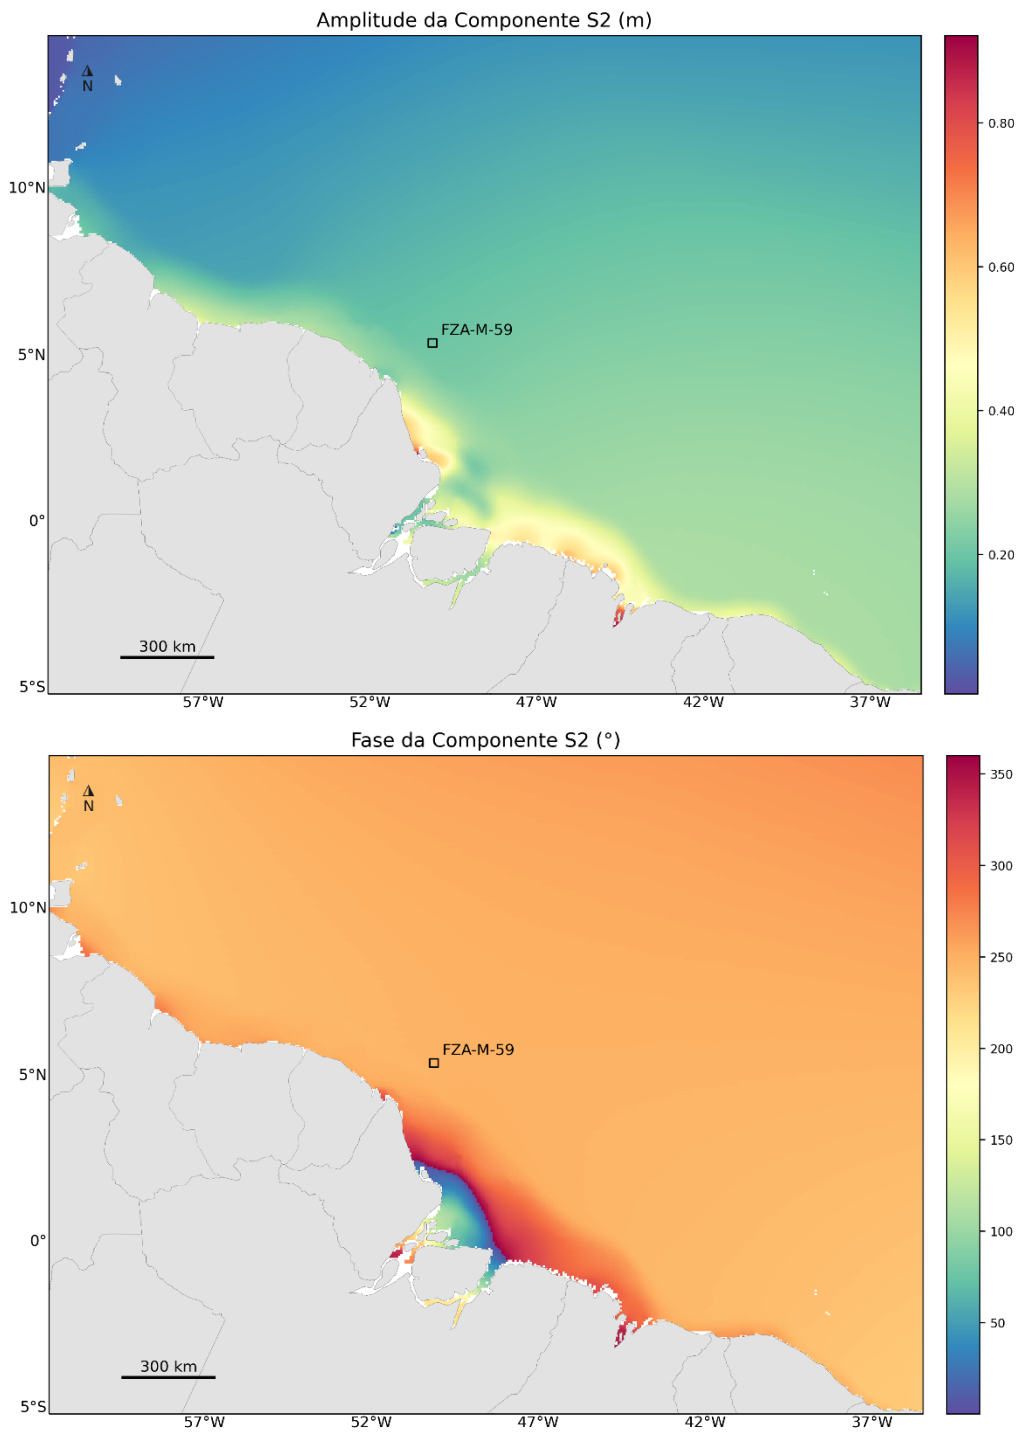 Amplitude da Componente S2 (m)
N
10°N
5°N
0°
5°S
FZA-M-59
300 km
57°W
52°W
47°W
42°W
37°W
0.80
0.60
0.40
0.20
Fase da Componente S2 (°)
N
10°N
5°N
0°
5°S
FZA-M-59
300 km
57°W
52°W
47°W
42°W
37°W
350
300
250
200
150
100
50